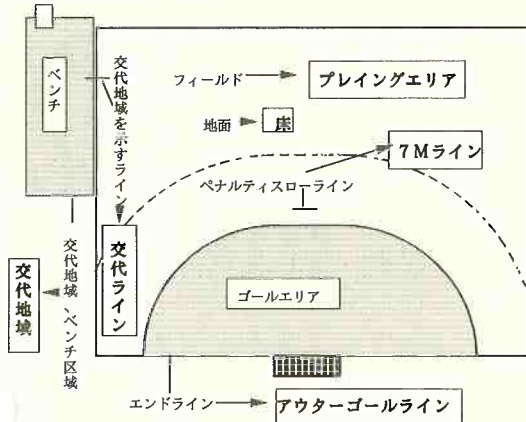 ベンチ
交代地域を示すライン
フィールド
プレイングエリア
地面
床
7Mライン
ペナルティスローライン
交代地域
交代地域、ベンチ区域
交代ライン
ゴールエリア
エンドライン
アウターゴールライン